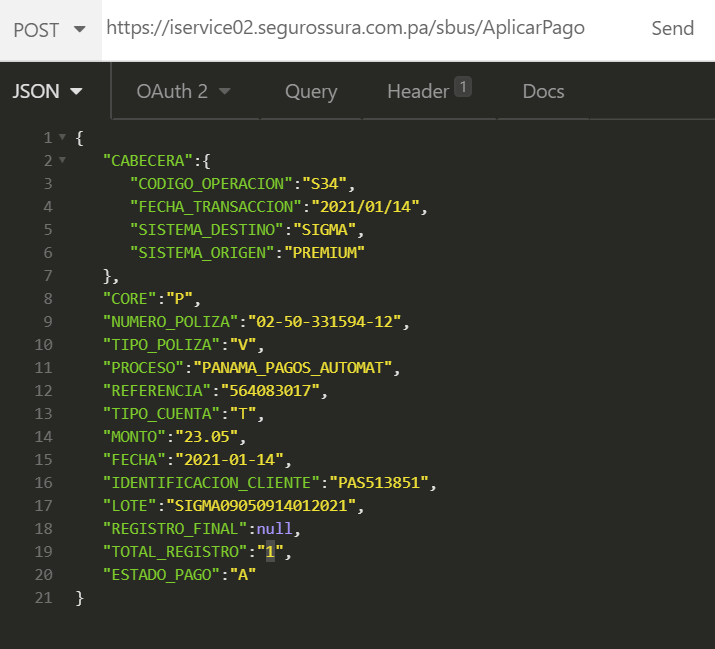 POST https://iservice02.segurossura.com.pa/sbus/AplicarPago Send
JSON OAuth 2 Query Header 1 Docs
1 {
2 "CABECERA":{
3 "CODIGO_OPERACION":"S34",
4 "FECHA_TRANSACCION":"2021/01/14",
5 "SISTEMA_DESTINO":"SIGMA",
6 "SISTEMA_ORIGEN":"PREMIUM"
7 },
8 "CORE":"P",
9 "NUMERO_POLIZA":"02-50-331594-12",
10 "TIPO_POLIZA":"V",
11 "PROCESO":"PANAMA_PAGOS_AUTOMAT",
12 "REFERENCIA":"564083017",
13 "TIPO_CUENTA":"T",
14 "MONTO":"23.05",
15 "FECHA":"2021-01-14",
16 "IDENTIFICACION_CLIENTE":"PAS513851",
17 "LOTE":"SIGMA09050914012021",
18 "REGISTRO_FINAL":null,
19 "TOTAL_REGISTRO":"1",
20 "ESTADO_PAGO":"A"
21 }